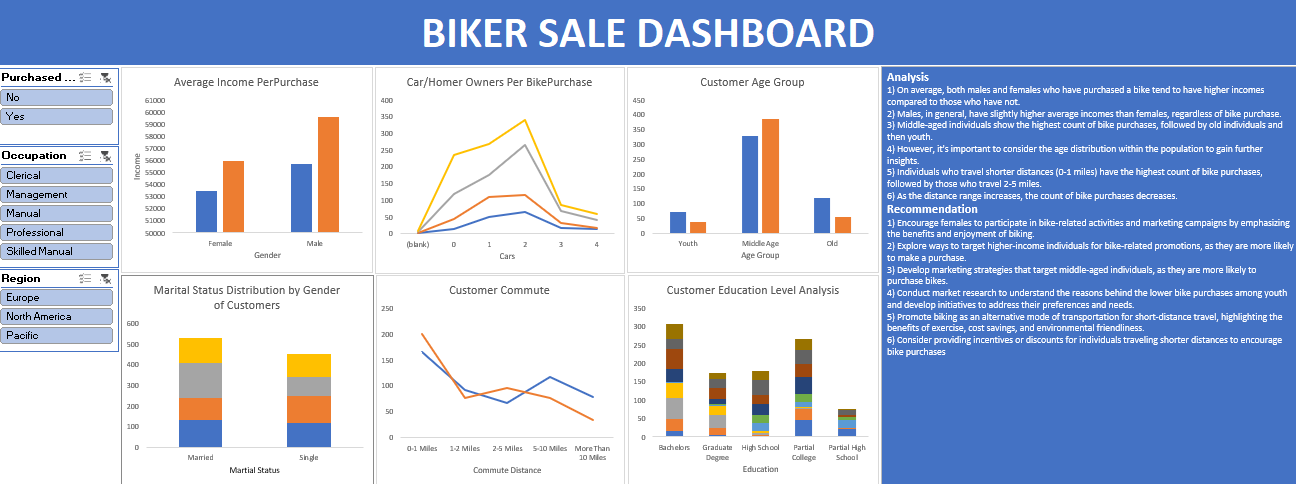 BIKER SALE DASHBOARD
Purchased ...
No
Yes
Occupation
Clerical
Management
Manual
Professional
Skilled Manual
Region
Europe
North America
Pacific
Average Income PerPurchase
61000
60000
59000
58000
57000
56000
55000
54000
53000
52000
51000
50000
Income
Female
Male
Gender
Car/Homer Owners Per BikePurchase
400
350
300
250
200
150
100
50
0
(blank)
0
1
2
3
4
Cars
Customer Age Group
450
400
350
300
250
200
150
100
50
0
Youth
MiddleAge
Old
Age Group
Marital Status Distribution by Gender
of Customers
600
500
400
300
200
100
0
Married
Single
Martial Status
Customer Commute
250
200
150
100
50
0
0-1 Miles
1-2 Miles
2-5 Miles
5-10 Miles
More Than
10 Miles
Commute Distance
Customer Education Level Analysis
350
300
250
200
150
100
50
0
Bachelors
Graduate
Degree
High School
Partial
College
Partial High
School
Education
Analysis
1) On average, both males and females who have purchased a bike tend to have higher incomes
compared to those who have not.
2) Males, in general, have slightly higher average incomes than females, regardless of bike purchase.
3) Middle-aged individuals show the highest count of bike purchases, followed by old individuals and
then youth.
4) However, it's important to consider the age distribution within the population to gain further
insights.
5) Individuals who travel shorter distances (0-1 miles) have the highest count of bike purchases,
followed by those who travel 2-5 miles.
6) As the distance range increases, the count of bike purchases decreases.
Recommendation
1) Encourage females to participate in bike-related activities and marketing campaigns by emphasizing
the benefits and enjoyment of biking.
2) Explore ways to target higher-income individuals for bike-related promotions, as they are more likely
to make a purchase.
3) Develop marketing strategies that target middle-aged individuals, as they are more likely to
purchase bikes.
4) Conduct market research to understand the reasons behind the lower bike purchases among youth
and develop initiatives to address their preferences and needs.
5) Promote biking as an alternative mode of transportation for short-distance travel, highlighting the
benefits of exercise, cost savings, and environmental friendliness.
6) Consider providing incentives or discounts for individuals traveling shorter distances to encourage
bike purchases